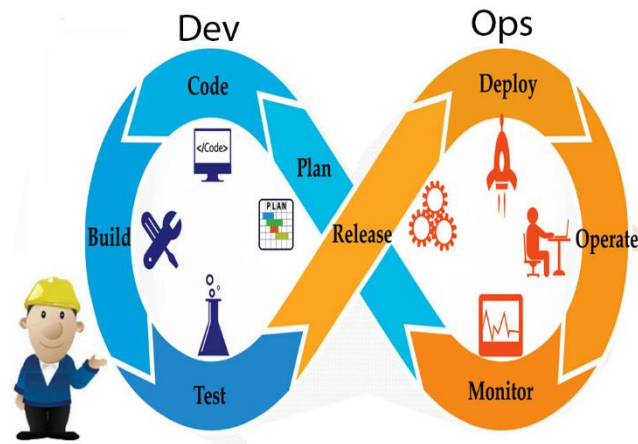 Dev
Ops
Code
Deploy
</Code>
Plan
PLAN
Build
Release
Operate
Test
Monitor